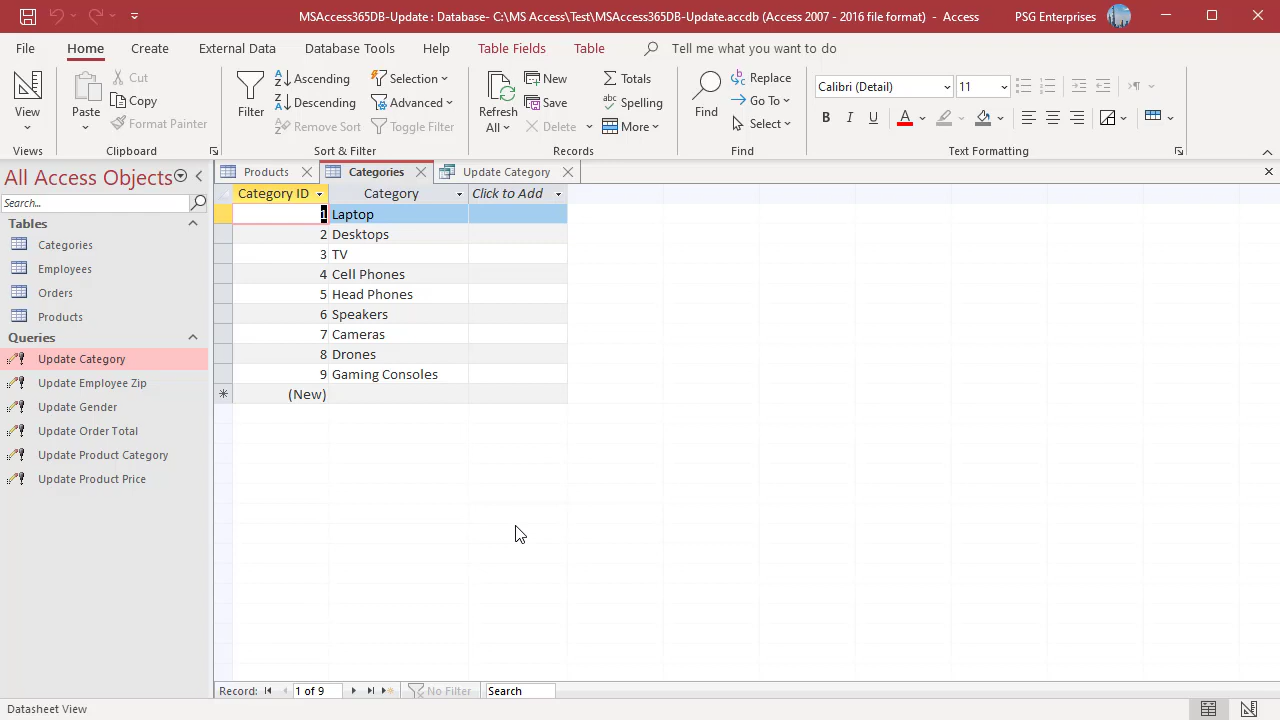 MSAccess365DB-Update : Database- C:\MS Access\Test\MSAccess365DB-Update.accdb (Access 2007 - 2016 file format) - Access
PSG Enterprises
File Home Create External Data Database Tools Help Table Fields Table Tell me what you want to do
View
Views
Paste
Cut
Copy
Format Painter
Clipboard
Filter
Ascending
Descending
Remove Sort
Selection
Advanced
Toggle Filter
Sort & Filter
Refresh
All
New
Save
Delete
Totals
Spelling
More
Records
Find
Replace
Go To
Select
Find
Calibri (Detail) 11
B I U A
Text Formatting
All Access Objects
Search...
Tables
Categories
Employees
Orders
Products
Queries
Update Category
Update Employee Zip
Update Gender
Update Order Total
Update Product Category
Update Product Price
Products Categories Update Category
Category ID Category Click to Add
1 Laptop
2 Desktops
3 TV
4 Cell Phones
5 Head Phones
6 Speakers
7 Cameras
8 Drones
9 Gaming Consoles
(New)
Record: 1 of 9 No Filter Search
Datasheet View